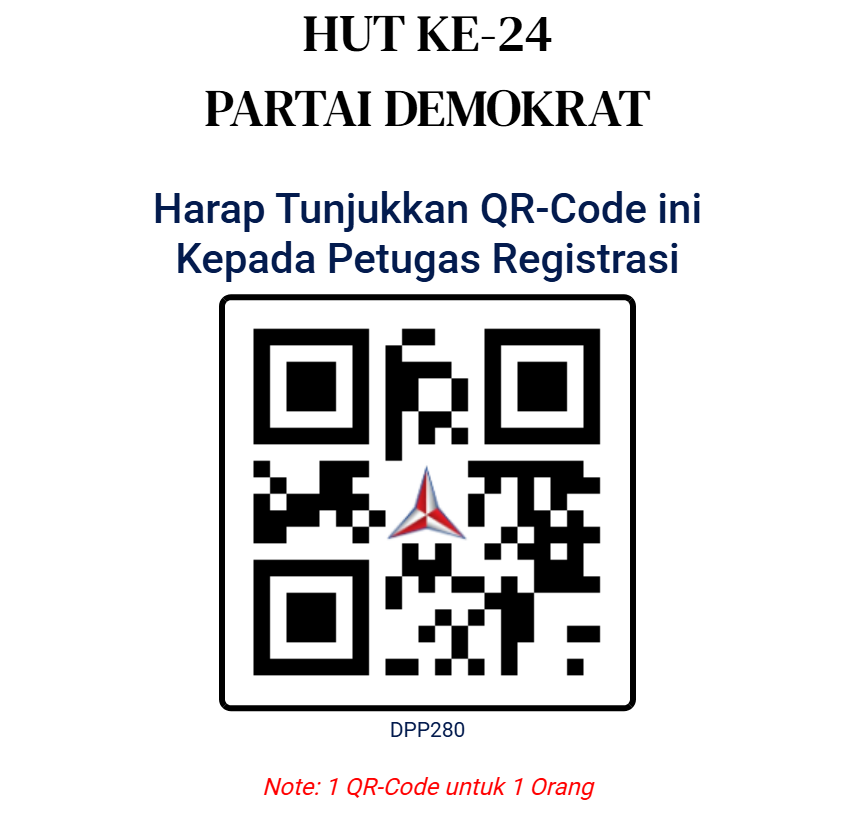 HUT KE-24
PARTAI DEMOKRAT
Harap Tunjukkan QR-Code ini
Kepada Petugas Registrasi
DPP280
Note: 1 QR-Code untuk 1 Orang